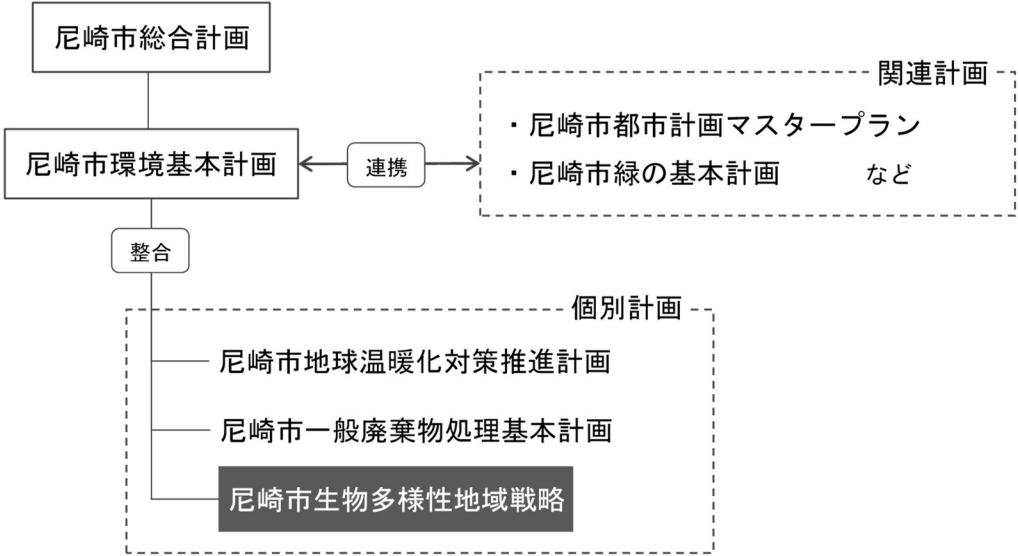 尼崎市総合計画
関連計画
・尼崎市都市計画マスタープラン
尼崎市環境基本計画
連携
・尼崎市緑の基本計画 など
整合
個別計画
尼崎市地球温暖化対策推進計画
尼崎市一般廃棄物処理基本計画
尼崎市生物多様性地域戦略